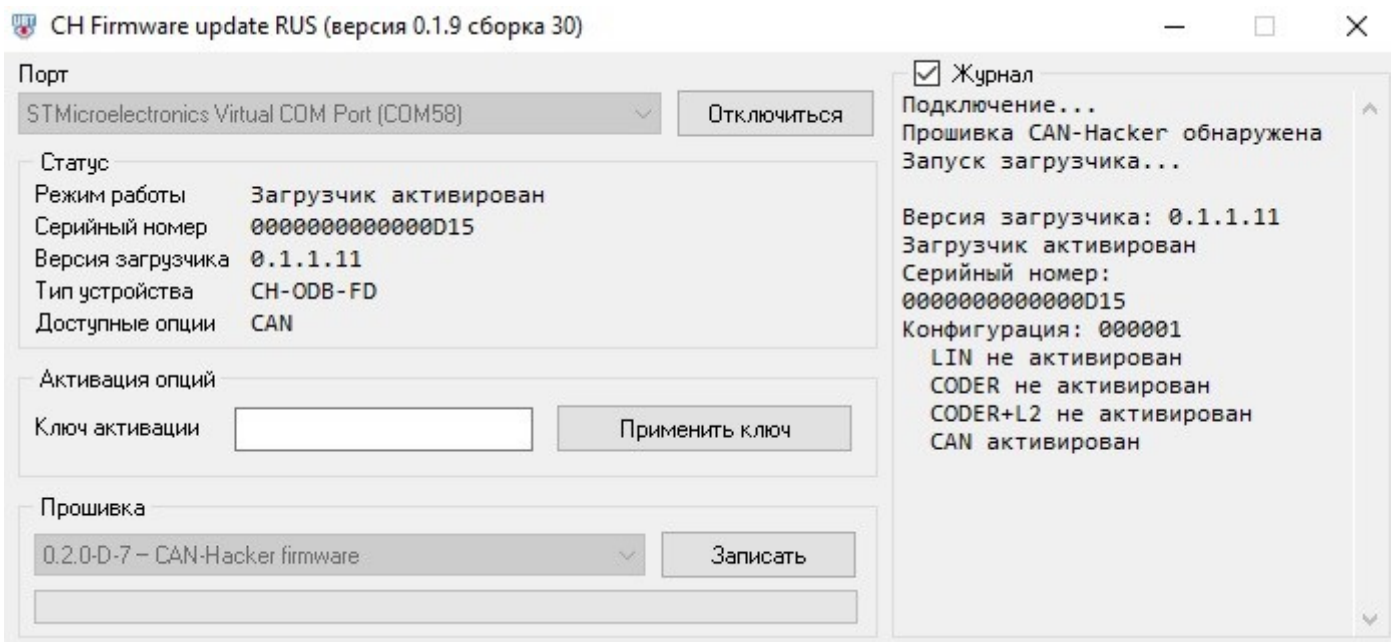 CH Firmware update RUS (версия 0.1.9 сборка 30)
Порт
STMicroelectronics Virtual COM Port (COM58)
Отключиться
Статус
Режим работы Загрузчик активирован
Серийный номер 0000000000000D15
Версия загрузчика 0.1.1.11
Тип устройства CH-ODB-FD
Доступные опции CAN
Активация опций
Ключ активации
Применить ключ
Прошивка
0.2.0-D-7 – CAN-Hacker firmware
Записать
Журнал
Подключение...
Прошивка CAN-Hacker обнаружена
Запуск загрузчика...
Версия загрузчика: 0.1.1.11
Загрузчик активирован
Серийный номер:
0000000000000D15
Конфигурация: 000001
LIN не активирован
CODER не активирован
CODER+L2 не активирован
CAN активирован